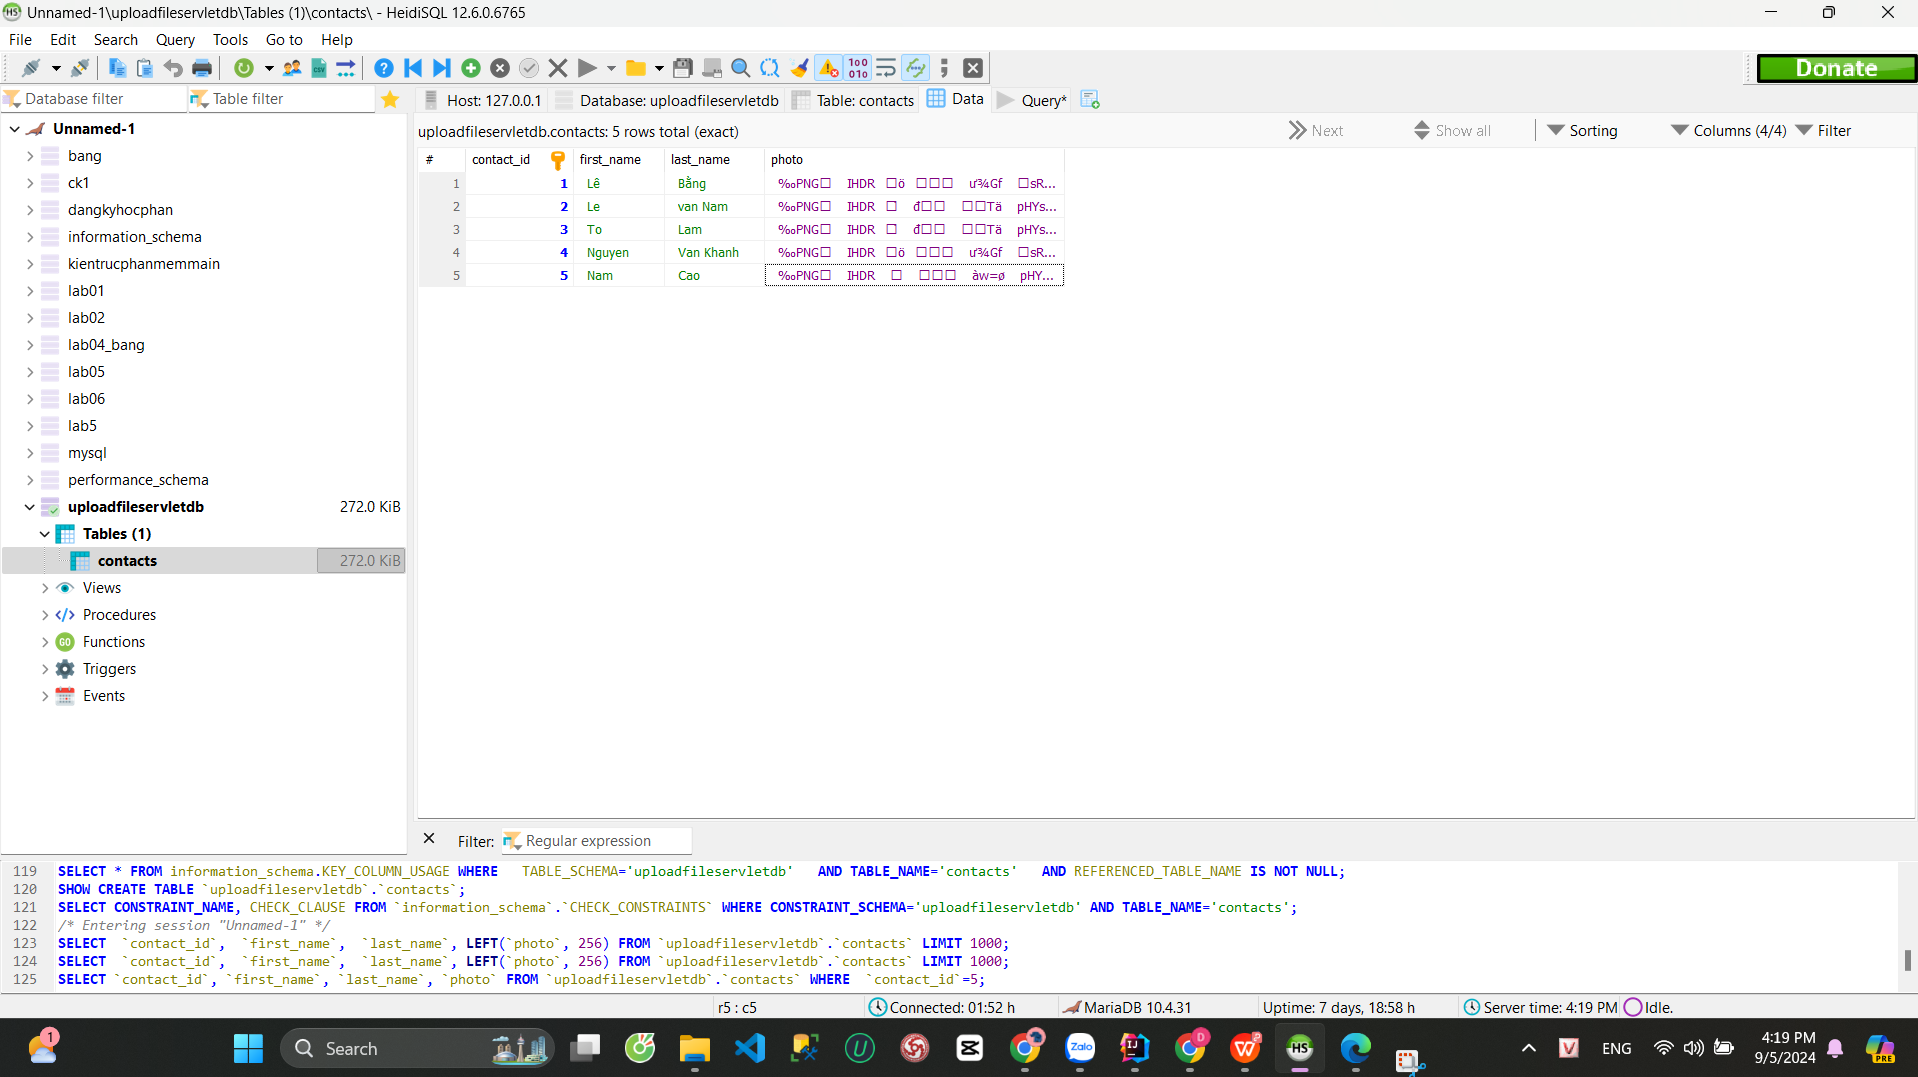 Unnamed-1\uploadfileservletdb\Tables (1)\contacts\ - HeidiSQL 12.6.0.6765
File Edit Search Query Tools Go to Help
Donate
Database filter Table filter Host: 127.0.0.1 Database: uploadfileservletdb Table: contacts Data Query*
uploadfileservletdb.contacts: 5 rows total (exact) Next Show all Sorting Columns (4/4) Filter
# contact_id first_name last_name photo
1 1 Lê Bằng ‰PNG□ IHDR □ö □□□ ư¾Gf □sR...
2 2 Le van Nam ‰PNG□ IHDR □ đ□□ □□Tä pHYs...
3 3 To Lam ‰PNG□ IHDR □ đ□□ □□Tä pHYs...
4 4 Nguyen Van Khanh ‰PNG□ IHDR □ö □□□ ư¾Gf □sR...
5 5 Nam Cao ‰PNG□ IHDR □ □□□ àw=ø pHY...
Unnamed-1
bang
ck1
dangkyhocphan
information_schema
kientrucphanmemmain
lab01
lab02
lab04_bang
lab05
lab06
lab5
mysql
performance_schema
uploadfileservletdb 272.0 KiB
Tables (1)
contacts 272.0 KiB
Views
Procedures
Functions
Triggers
Events
Filter: Regular expression
119 SELECT * FROM information_schema.KEY_COLUMN_USAGE WHERE TABLE_SCHEMA='uploadfileservletdb' AND TABLE_NAME='contacts' AND REFERENCED_TABLE_NAME IS NOT NULL;
120 SHOW CREATE TABLE `uploadfileservletdb`.`contacts`;
121 SELECT CONSTRAINT_NAME, CHECK_CLAUSE FROM `information_schema`.`CHECK_CONSTRAINTS` WHERE CONSTRAINT_SCHEMA='uploadfileservletdb' AND TABLE_NAME='contacts';
122 /* Entering session "Unnamed-1" */
123 SELECT `contact_id`, `first_name`, `last_name`, LEFT(`photo`, 256) FROM `uploadfileservletdb`.`contacts` LIMIT 1000;
124 SELECT `contact_id`, `first_name`, `last_name`, LEFT(`photo`, 256) FROM `uploadfileservletdb`.`contacts` LIMIT 1000;
125 SELECT `contact_id`, `first_name`, `last_name`, `photo` FROM `uploadfileservletdb`.`contacts` WHERE `contact_id`=5;
r5 : c5 Connected: 01:52 h MariaDB 10.4.31 Uptime: 7 days, 18:58 h Server time: 4:19 PM Idle.
1 Search Zalo HS ENG 4:19 PM
9/5/2024
PRE